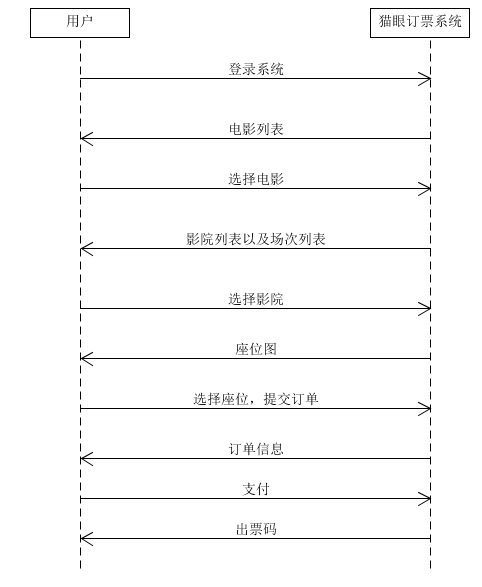 用户
猫眼订票系统
登录系统
电影列表
选择电影
影院列表以及场次列表
选择影院
座位图
选择座位，提交订单
订单信息
支付
出票码